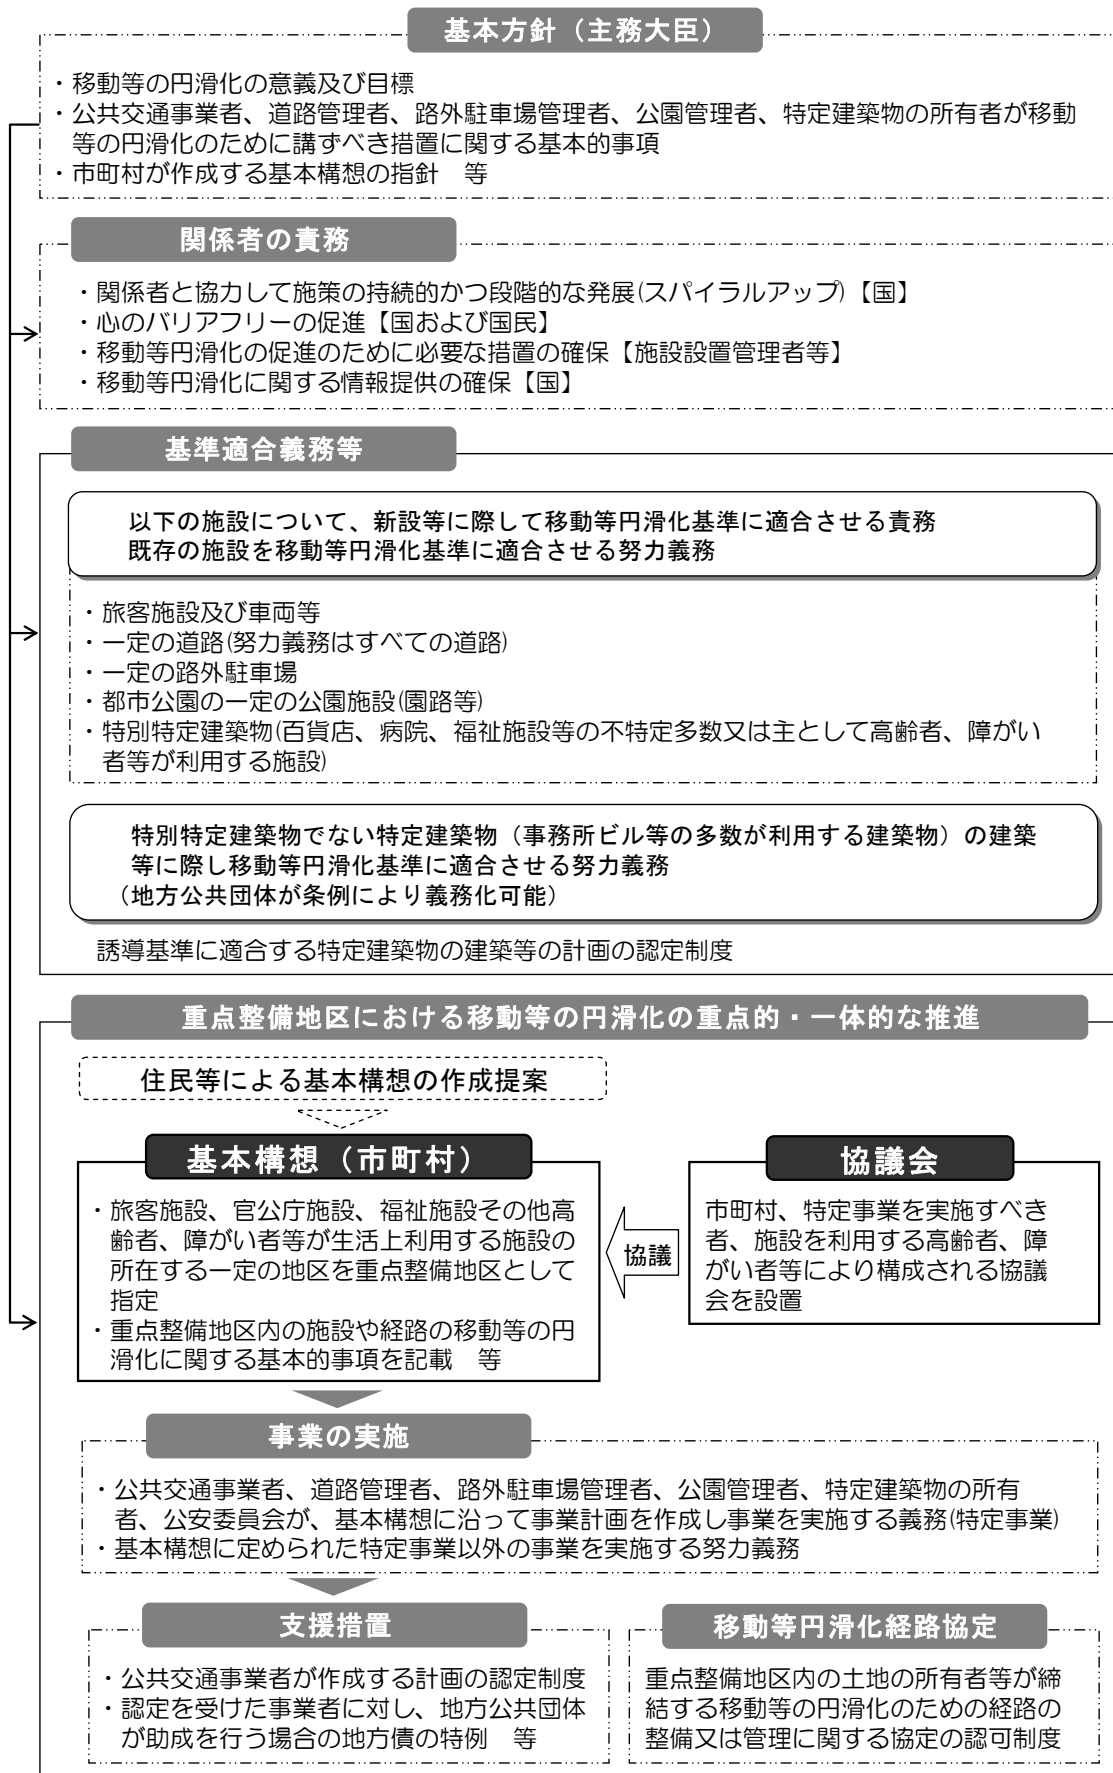 基本方針（主務大臣）
・移動等の円滑化の意義及び目標
・公共交通事業者、道路管理者、路外駐車場管理者、公園管理者、特定建築物の所有者が移動
等の円滑化のために講ずべき措置に関する基本的事項
・市町村が作成する基本構想の指針　等
関係者の責務
・関係者と協力して施策の持続的かつ段階的な発展(スパイラルアップ)【国】
・心のバリアフリーの促進【国および国民】
・移動等円滑化の促進のために必要な措置の確保【施設設置管理者等】
・移動等円滑化に関する情報提供の確保【国】
基準適合義務等
以下の施設について、新設等に際して移動等円滑化基準に適合させる責務
既存の施設を移動等円滑化基準に適合させる努力義務
・旅客施設及び車両等
・一定の道路(努力義務はすべての道路)
・一定の路外駐車場
・都市公園の一定の公園施設(園路等)
・特別特定建築物(百貨店、病院、福祉施設等の不特定多数又は主として高齢者、障がい
者等が利用する施設)
特別特定建築物でない特定建築物（事務所ビル等の多数が利用する建築物）の建築
等に際し移動等円滑化基準に適合させる努力義務
（地方公共団体が条例により義務化可能）
誘導基準に適合する特定建築物の建築等の計画の認定制度
重点整備地区における移動等の円滑化の重点的・一体的な推進
住民等による基本構想の作成提案
基本構想（市町村）
・旅客施設、官公庁施設、福祉施設その他高
齢者、障がい者等が生活上利用する施設の
所在する一定の地区を重点整備地区として
指定
・重点整備地区内の施設や経路の移動等の円
滑化に関する基本的事項を記載　等
協議
協議会
市町村、特定事業を実施すべき
者、施設を利用する高齢者、障
がい者等により構成される協議
会を設置
事業の実施
・公共交通事業者、道路管理者、路外駐車場管理者、公園管理者、特定建築物の所有
者、公安委員会が、基本構想に沿って事業計画を作成し事業を実施する義務(特定事業)
・基本構想に定められた特定事業以外の事業を実施する努力義務
支援措置
・公共交通事業者が作成する計画の認定制度
・認定を受けた事業者に対し、地方公共団体
が助成を行う場合の地方債の特例　等
移動等円滑化経路協定
重点整備地区内の土地の所有者等が締
結する移動等の円滑化のための経路の
整備又は管理に関する協定の認可制度